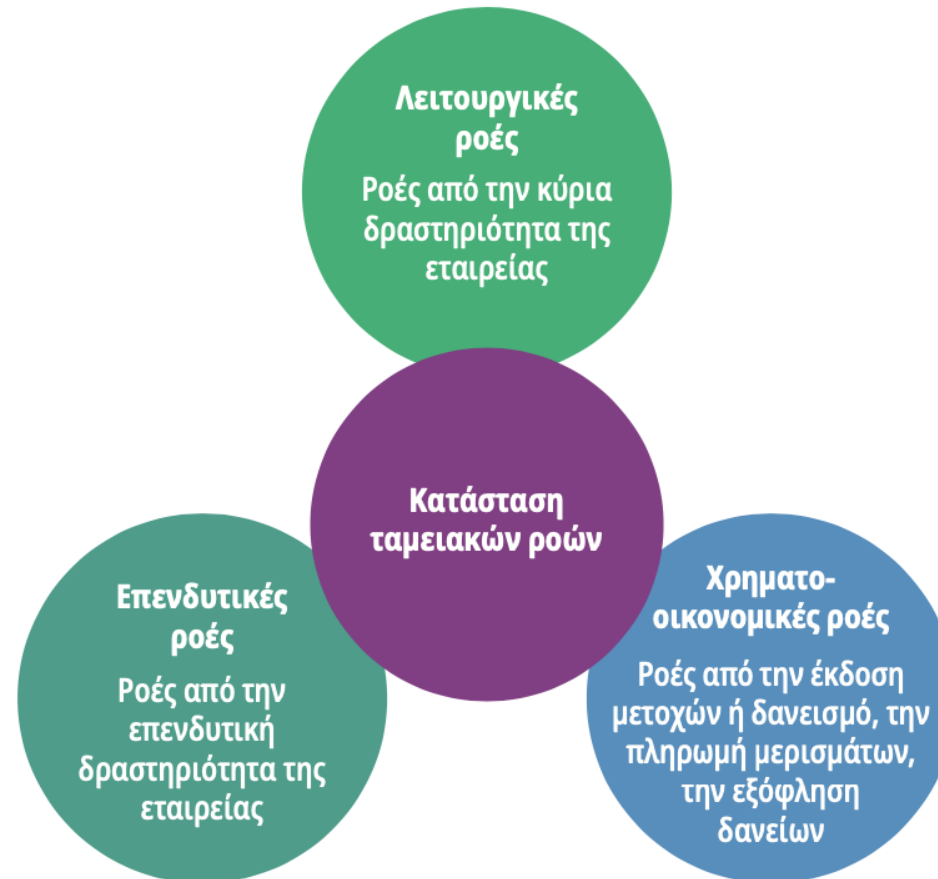 Λειτουργικές
ροές
Ροές από την κύρια
δραστηριότητα της
εταιρείας
Κατάσταση
ταμειακών ροών
Επενδυτικές
ροές
Ροές από την
επενδυτική
δραστηριότητα της
εταιρείας
Χρηματο-
οικονομικές ροές
Ροές από την έκδοση
μετοχών ή δανεισμό, την
πληρωμή μερισμάτων,
την εξόφληση
δανείων